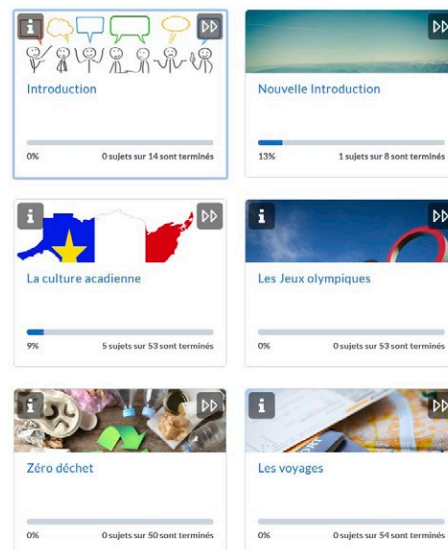 Introduction
0% 0 sujets sur 14 sont terminés
Nouvelle Introduction
13% 1 sujets sur 8 sont terminés
La culture acadienne
9% 5 sujets sur 53 sont terminés
Les Jeux olympiques
0% 0 sujets sur 53 sont terminés
Zéro déchet
0% 0 sujets sur 50 sont terminés
Les voyages
0% 0 sujets sur 54 sont terminés